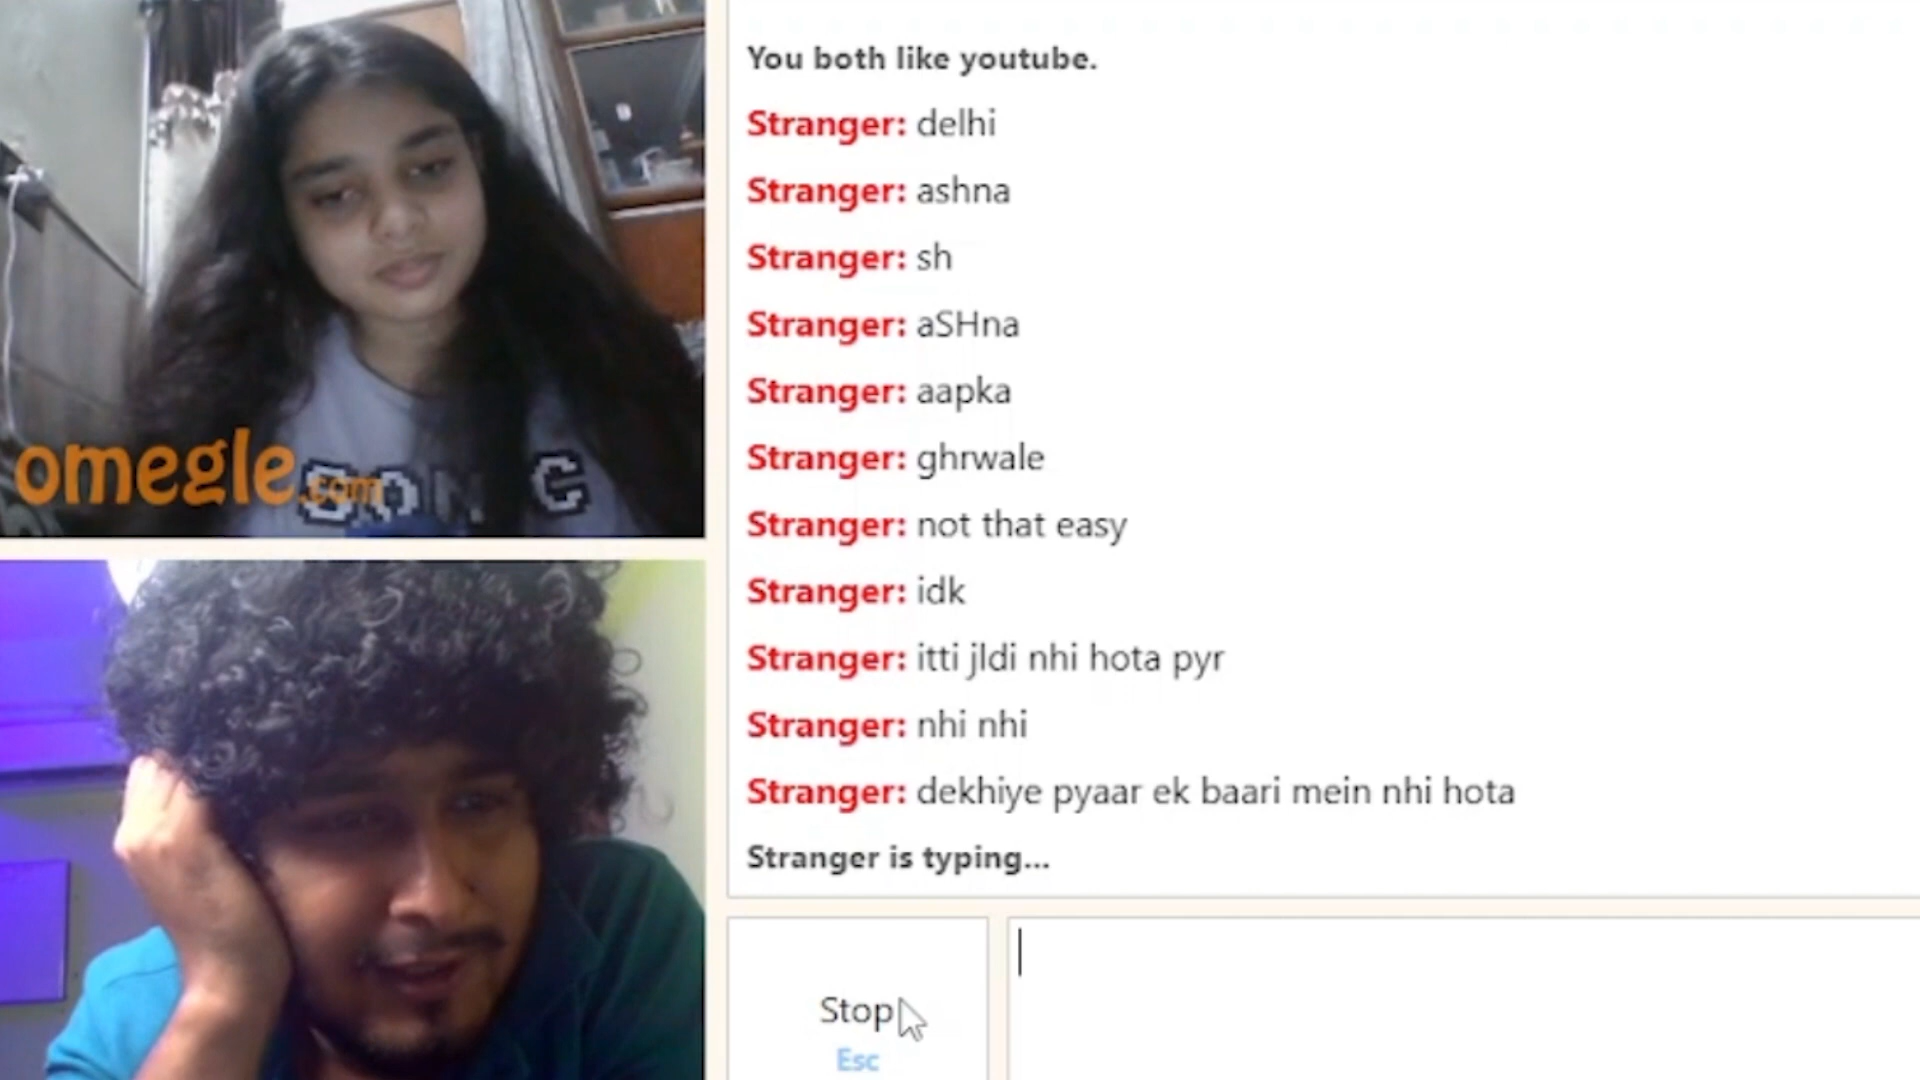 You both like youtube.
Stranger: delhi
Stranger: ashna
Stranger: sh
Stranger: aSHna
Stranger: aapka
Stranger: ghrwale
Stranger: not that easy
Stranger: idk
Stranger: itti jldi nhi hota pyr
Stranger: nhi nhi
Stranger: dekhiye pyaar ek baari mein nhi hota
Stranger is typing...
Stop
Esc
omegle.com
SONIC